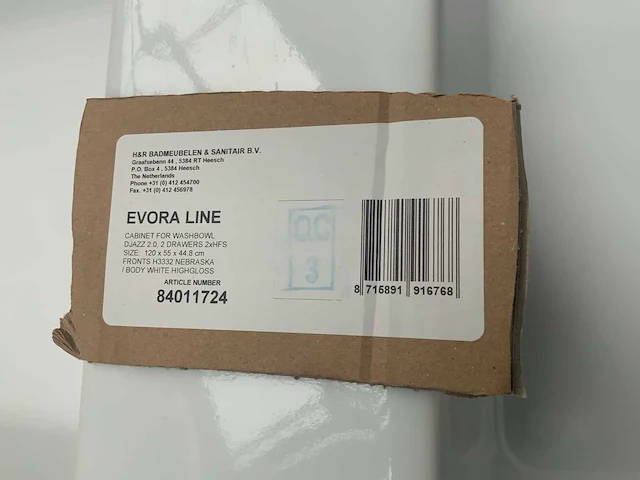 H&R BADMEUBELEN & SANITAIR B.V.
Graafsebaan 44 , 5384 RT Heesch
P.O. Box 4 , 5384 Heesch
The Netherlands
Phone +31 (0) 412 454700
Fax. +31 (0) 412 456978
EVORA LINE
CABINET FOR WASHBOWL
DJAZZ 2.0, 2 DRAWERS 2xHFS
SIZE: 120 x 55 x 44.8 cm
FRONTS H3332 NEBRASKA
/ BODY WHITE HIGHGLOSS
ARTICLE NUMBER
84011724
QC
3
8 715891 916768